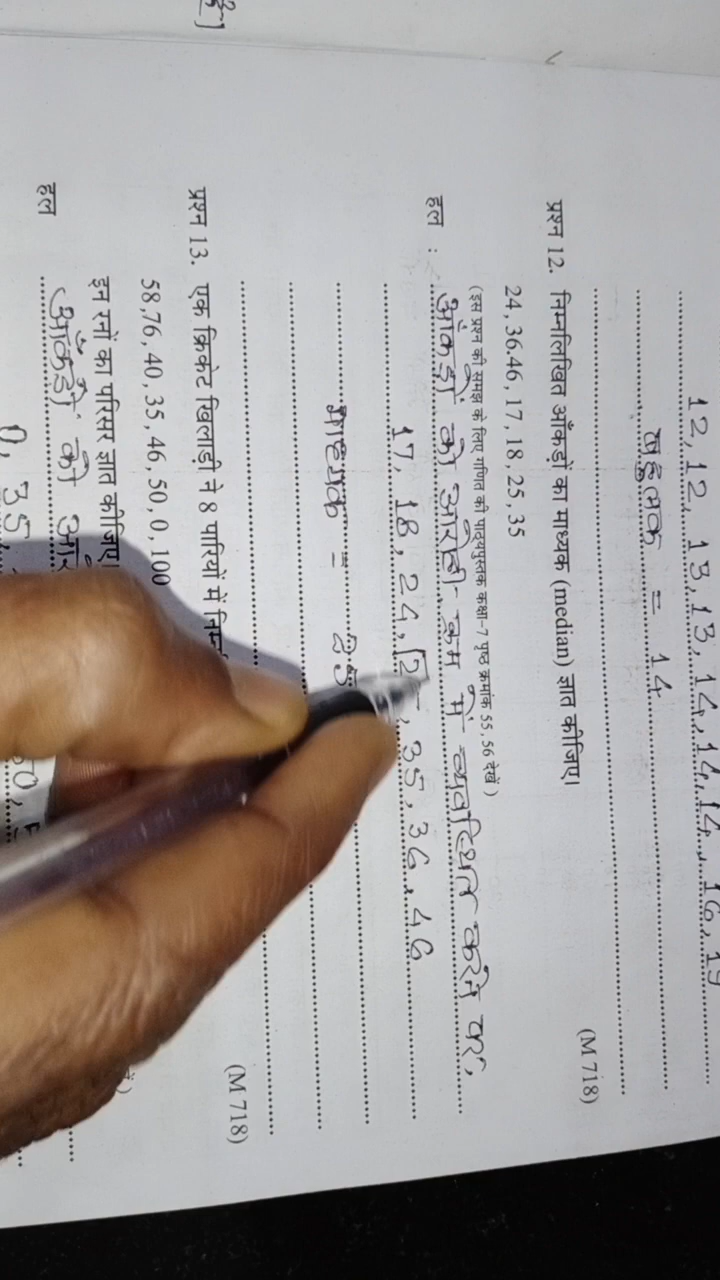 12, 12, 13, 13, 14, 14, 14, 16, 19
बहुलक = 14
(M 718)
प्रश्न 12. निम्नलिखित आँकड़ों का माध्यक (median) ज्ञात कीजिए।
24, 36,46, 17, 18, 25, 35
(इस प्रश्न की समझ के लिए गणित की पाठ्यपुस्तक कक्षा-7 पृष्ठ क्रमांक 55, 56 देखें)
हल : आँकड़ों को आरोही क्रम में व्यवस्थित करने पर,
17, 18, 24, 35, 36, 46
माध्यक = 25
(M 718)
प्रश्न 13. एक क्रिकेट खिलाड़ी ने 8 पारियों में
58,76, 40, 35, 46, 50, 0, 100
इन रनों का परिसर ज्ञात कीजिए।
हल आँकड़ों को
0, 35